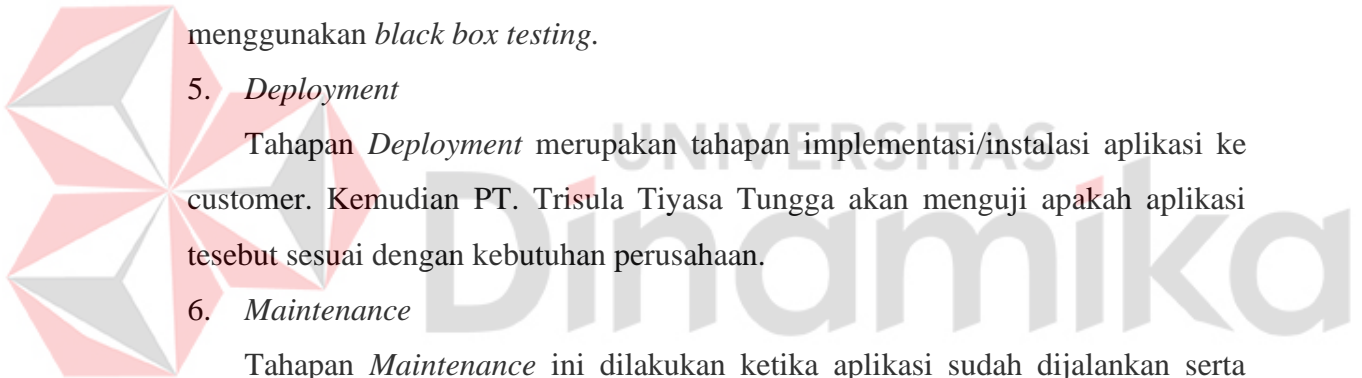 menggunakan black box testing.
5. Deployment
Tahapan Deployment merupakan tahapan implementasi/instalasi aplikasi ke
customer. Kemudian PT. Trisula Tiyasa Tungga akan menguji apakah aplikasi
tesebut sesuai dengan kebutuhan perusahaan.
6. Maintenance
Tahapan Maintenance ini dilakukan ketika aplikasi sudah dijalankan serta
UNIVERSITAS
Dinamika